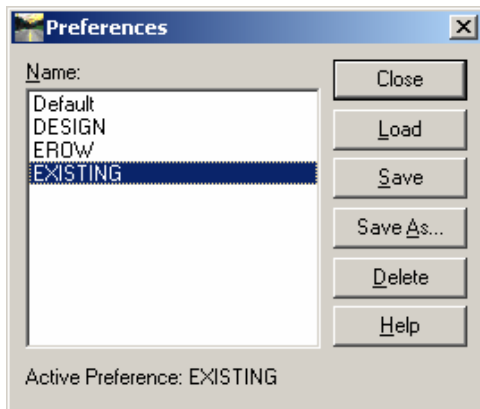 Preferences
Name:
Default
DESIGN
EROW
EXISTING
Close
Load
Save
Save As...
Delete
Help
Active Preference: EXISTING